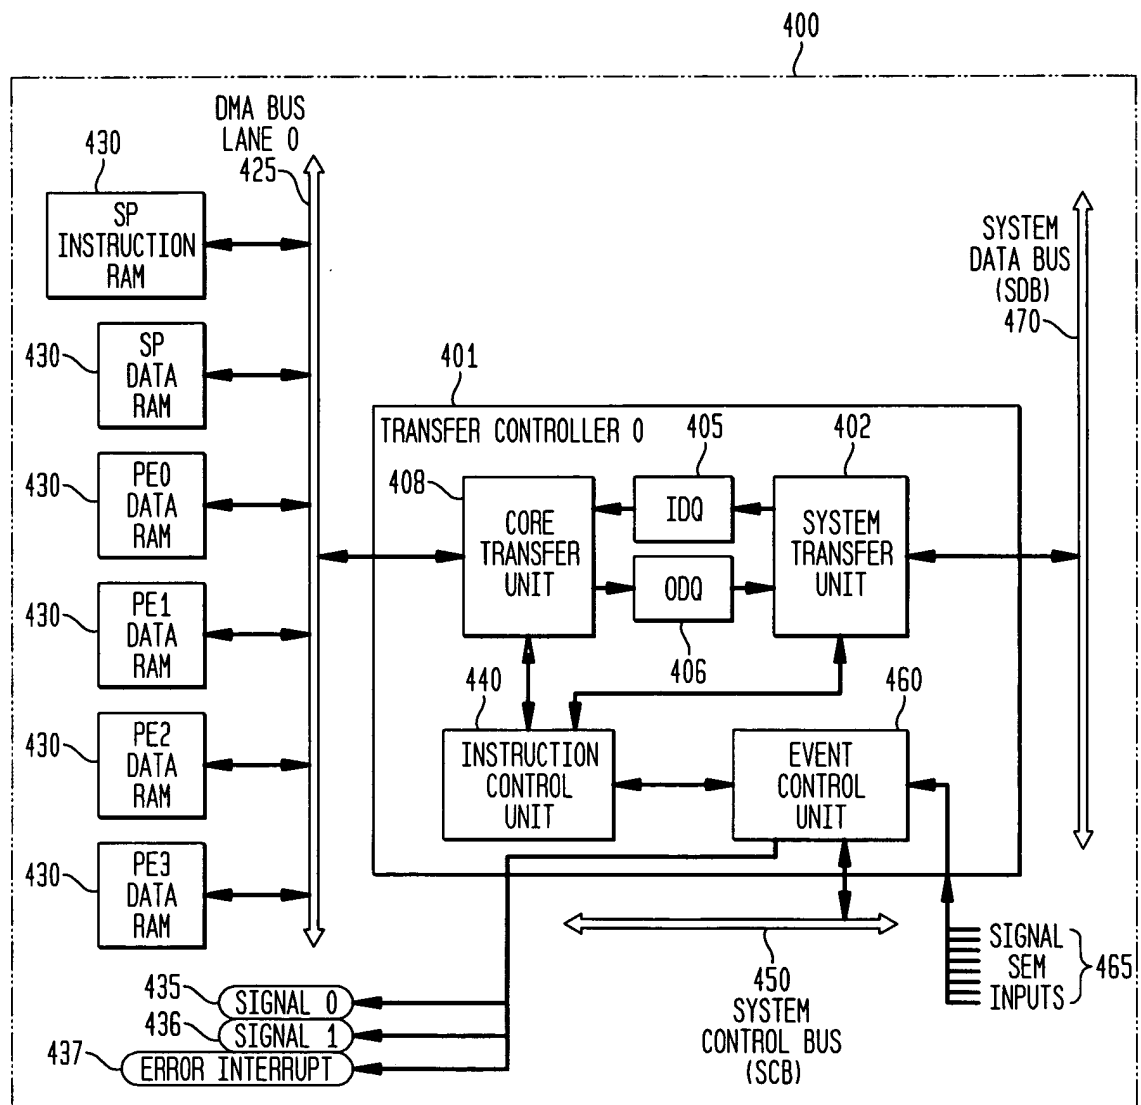 400
DMA BUS
LANE 0
425
430
SP
INSTRUCTION
RAM
430
SP
DATA
RAM
430
PE0
DATA
RAM
430
PE1
DATA
RAM
430
PE2
DATA
RAM
430
PE3
DATA
RAM
SYSTEM
DATA BUS
(SDB)
470
401
TRANSFER CONTROLLER 0
408
CORE
TRANSFER
UNIT
405
IDQ
ODQ
406
402
SYSTEM
TRANSFER
UNIT
440
INSTRUCTION
CONTROL
UNIT
460
EVENT
CONTROL
UNIT
450
SYSTEM
CONTROL BUS
(SCB)
SIGNAL
SEM
INPUTS
465
435
SIGNAL 0
436
SIGNAL 1
437
ERROR INTERRUPT